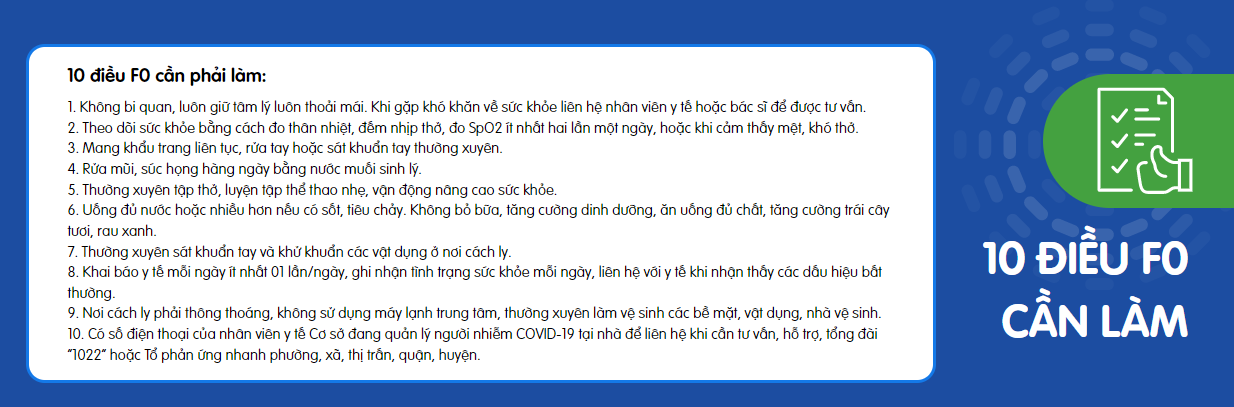 10 điều F0 cần phải làm:
1. Không bi quan, luôn giữ tâm lý luôn thoải mái. Khi gặp khó khăn về sức khỏe liên hệ nhân viên y tế hoặc bác sĩ để được tư vấn.
2. Theo dõi sức khỏe bằng cách đo thân nhiệt, đếm nhịp thở, đo SpO2 ít nhất hai lần một ngày, hoặc khi cảm thấy mệt, khó thở.
3. Mang khẩu trang liên tục, rửa tay hoặc sát khuẩn tay thường xuyên.
4. Rửa mũi, súc họng hàng ngày bằng nước muối sinh lý.
5. Thường xuyên tập thở, luyện tập thể thao nhẹ, vận động nâng cao sức khỏe.
6. Uống đủ nước hoặc nhiều hơn nếu có sốt, tiêu chảy. Không bỏ bữa, tăng cường dinh dưỡng, ăn uống đủ chất, tăng cường trái cây
tươi, rau xanh.
7. Thường xuyên sát khuẩn tay và khử khuẩn các vật dụng ở nơi cách ly.
8. Khai báo y tế mỗi ngày ít nhất 01 lần/ngày, ghi nhận tình trạng sức khỏe mỗi ngày, liên hệ với y tế khi nhận thấy các dấu hiệu bất
thường.
9. Nơi cách ly phải thông thoáng, không sử dụng máy lạnh trung tâm, thường xuyên làm vệ sinh các bề mặt, vật dụng, nhà vệ sinh.
10. Có số điện thoại của nhân viên y tế Cơ sở đang quản lý người nhiễm COVID-19 tại nhà để liên hệ khi cần tư vấn, hỗ trợ, tổng đài
"1022" hoặc Tổ phản ứng nhanh phường, xã, thị trấn, quận, huyện.
10 ĐIỀU F0
CẦN LÀM